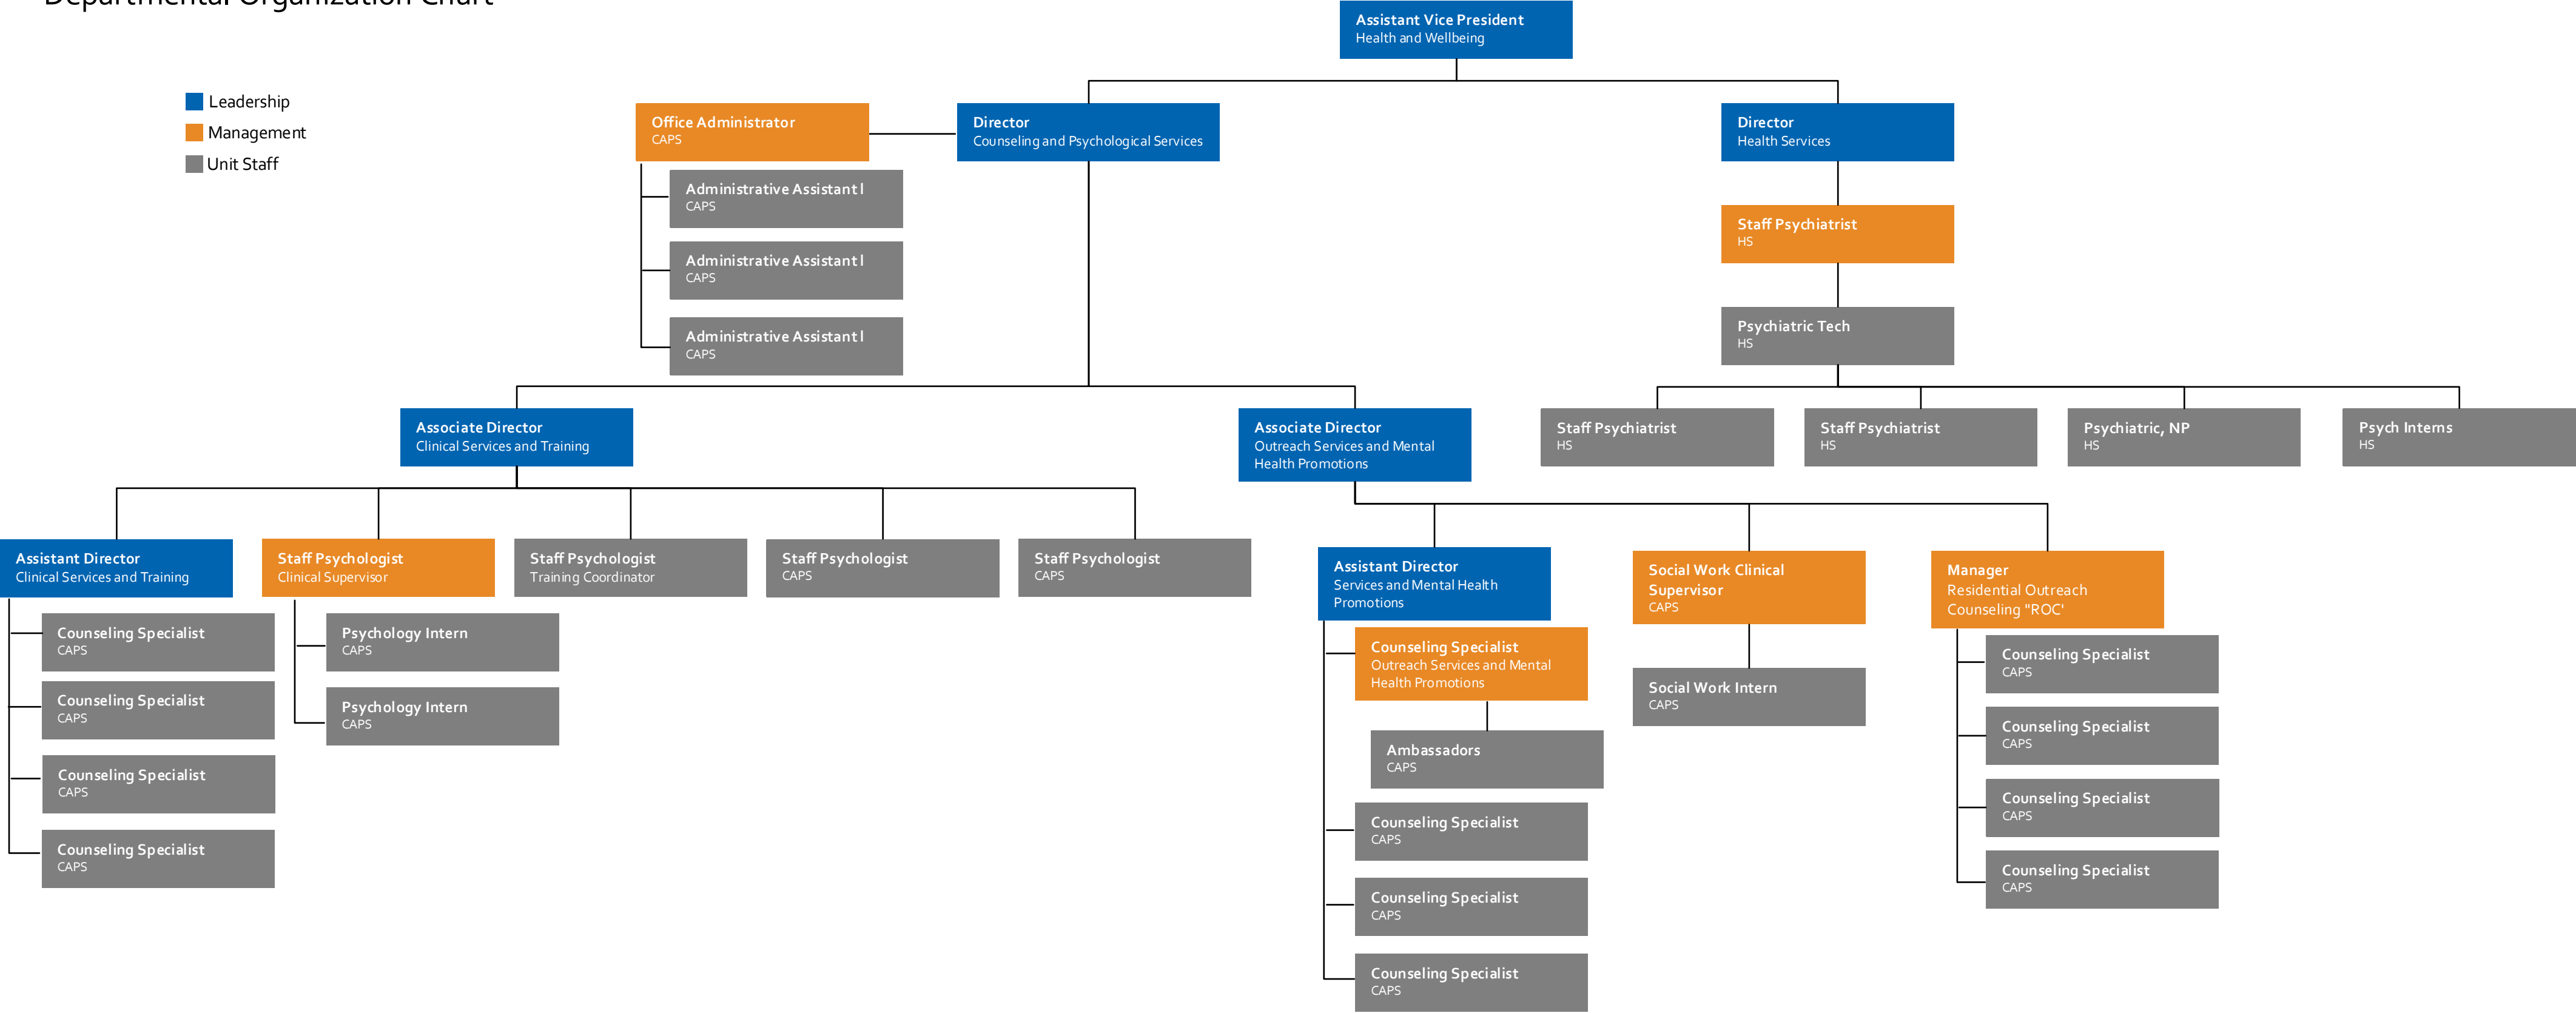 Departmental Organization Chart
Assistant Vice President
Health and Wellbeing
Leadership
Management
Unit Staff
Office Administrator
CAPS
Director
Counseling and Psychological Services
Director
Health Services
Administrative Assistant I
CAPS
Administrative Assistant I
CAPS
Administrative Assistant I
CAPS
Staff Psychiatrist
HS
Psychiatric Tech
HS
Associate Director
Clinical Services and Training
Associate Director
Outreach Services and Mental
Health Promotions
Staff Psychiatrist
HS
Staff Psychiatrist
HS
Psychiatric, NP
HS
Psych Interns
HS
Assistant Director
Clinical Services and Training
Staff Psychologist
Clinical Supervisor
Staff Psychologist
Training Coordinator
Staff Psychologist
CAPS
Staff Psychologist
CAPS
Counseling Specialist
CAPS
Counseling Specialist
CAPS
Counseling Specialist
CAPS
Counseling Specialist
CAPS
Psychology Intern
CAPS
Psychology Intern
CAPS
Assistant Director
Services and Mental Health
Promotions
Social Work Clinical
Supervisor
CAPS
Manager
Residential Outreach
Counseling "ROC'
Counseling Specialist
Outreach Services and Mental
Health Promotions
Ambassadors
CAPS
Counseling Specialist
CAPS
Counseling Specialist
CAPS
Counseling Specialist
CAPS
Social Work Intern
CAPS
Counseling Specialist
CAPS
Counseling Specialist
CAPS
Counseling Specialist
CAPS
Counseling Specialist
CAPS